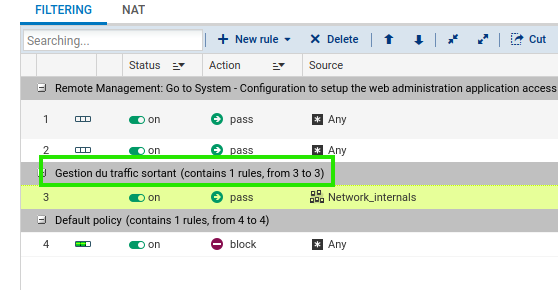 FILTERING NAT
Searching... + New rule Delete Cut
Status Action Source
Remote Management: Go to System - Configuration to setup the web administration application access
1 on pass Any
2 on pass Any
Gestion du traffic sortant (contains 1 rules, from 3 to 3)
3 on pass Network_internals
Default policy (contains 1 rules, from 4 to 4)
4 on block Any